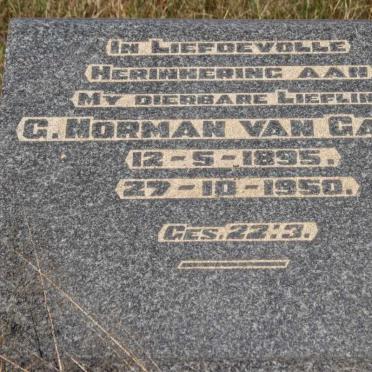 In Liefdevolle
Herinnering aan
My dierbare
G. Norman van
12-5-1895.
27-10-1950.
Ges. 22:3.